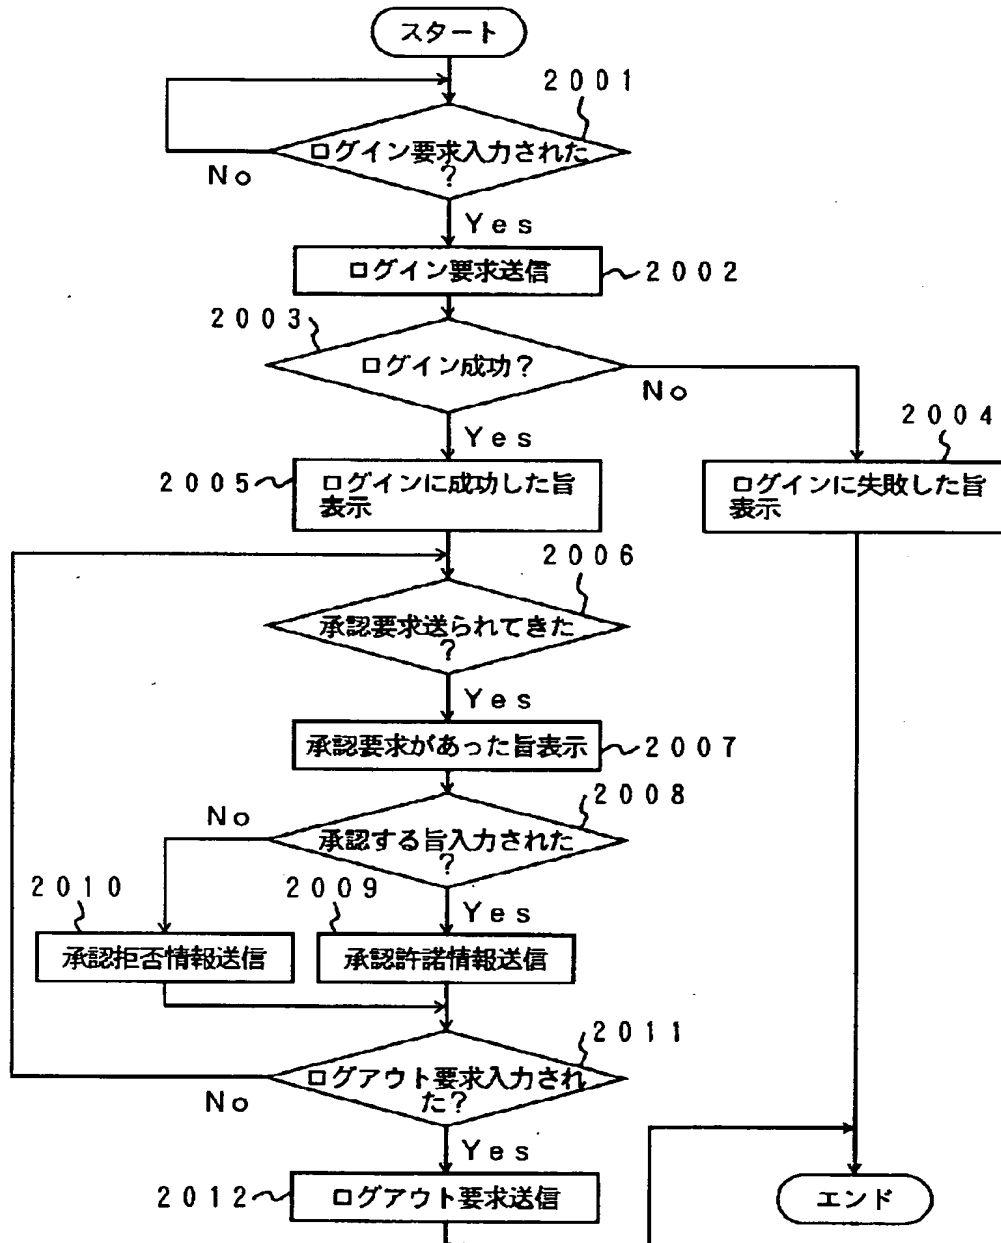 スタート
2001
ログイン要求入力された
?
No
Yes
ログイン要求送信
2002
2003
ログイン成功?
No
Yes
2004
2005
ログインに成功した旨
表示
ログインに失敗した旨
表示
2006
承認要求送られてきた
?
Yes
承認要求があった旨表示
2007
2008
No
承認する旨入力された
?
2010
2009
Yes
承認拒否情報送信
承認許諾情報送信
2011
ログアウト要求入力され
た?
No
Yes
2012
ログアウト要求送信
エンド